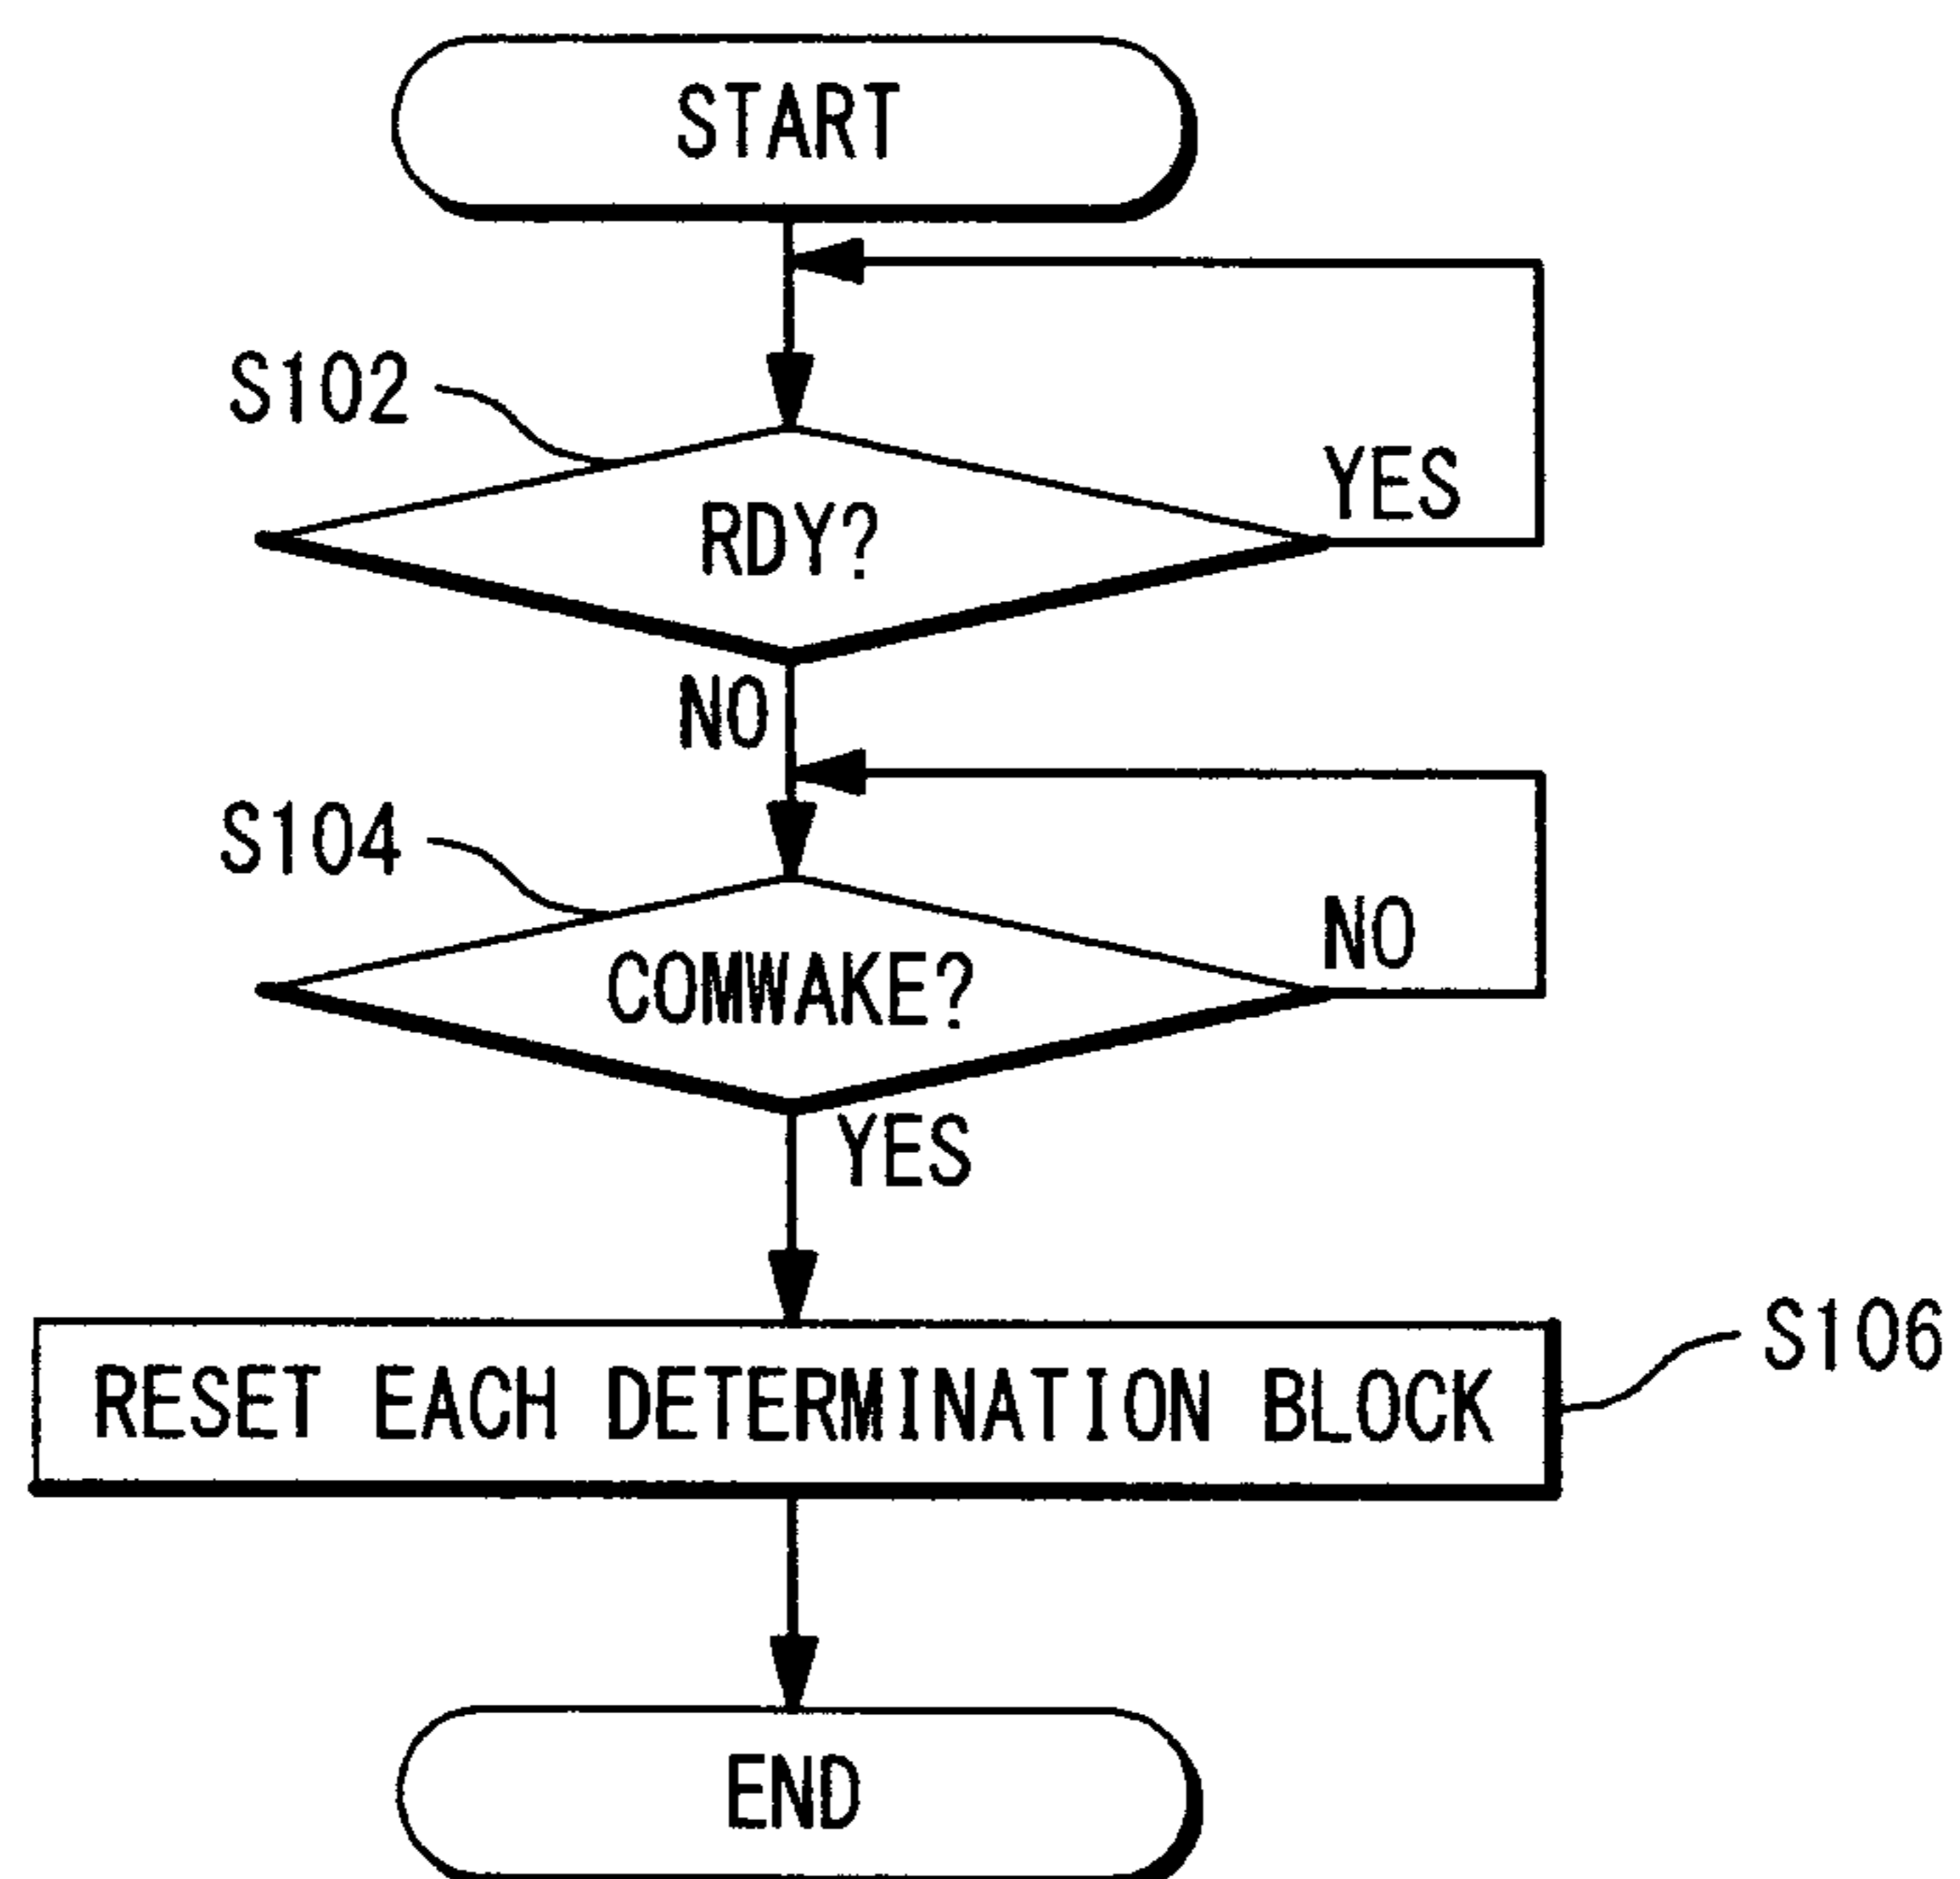 START
S102
RDY?
YES
NO
S104
COMWAKE?
NO
YES
RESET EACH DETERMINATION BLOCK
S106
END